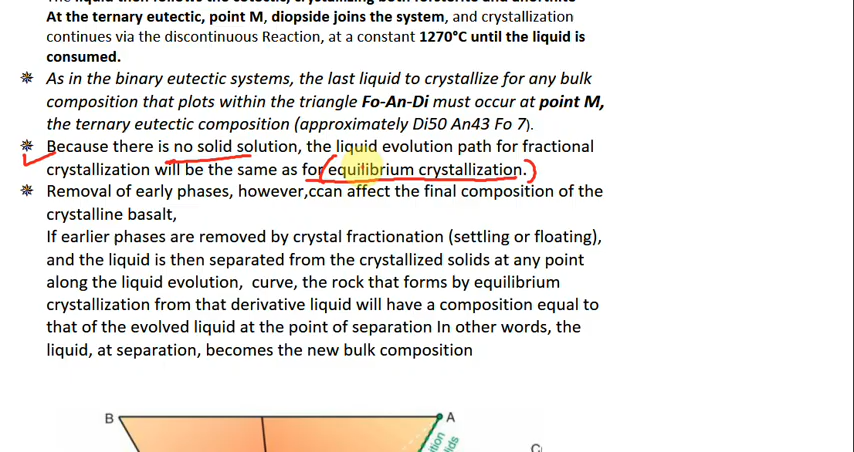 At the ternary eutectic, point M, diopside joins the system, and crystallization
continues via the discontinuous Reaction, at a constant 1270°C until the liquid is
consumed.
As in the binary eutectic systems, the last liquid to crystallize for any bulk
composition that plots within the triangle Fo-An-Di must occur at point M,
the ternary eutectic composition (approximately Di50 An43 Fo 7).
Because there is no solid solution, the liquid evolution path for fractional
crystallization will be the same as for equilibrium crystallization.
Removal of early phases, however,ccan affect the final composition of the
crystalline basalt,
If earlier phases are removed by crystal fractionation (settling or floating),
and the liquid is then separated from the crystallized solids at any point
along the liquid evolution, curve, the rock that forms by equilibrium
crystallization from that derivative liquid will have a composition equal to
that of the evolved liquid at the point of separation In other words, the
liquid, at separation, becomes the new bulk composition
B
A